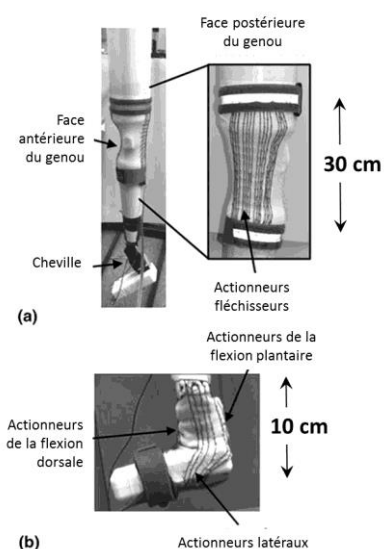 Face postérieure
du genou
Face
antérieure
du genou
30 cm
Cheville
Actionneurs
fléchisseurs
(a)
Actionneurs de la
flexion plantaire
Actionneurs
de la flexion
dorsale
10 cm
(b)
Actionneurs latéraux